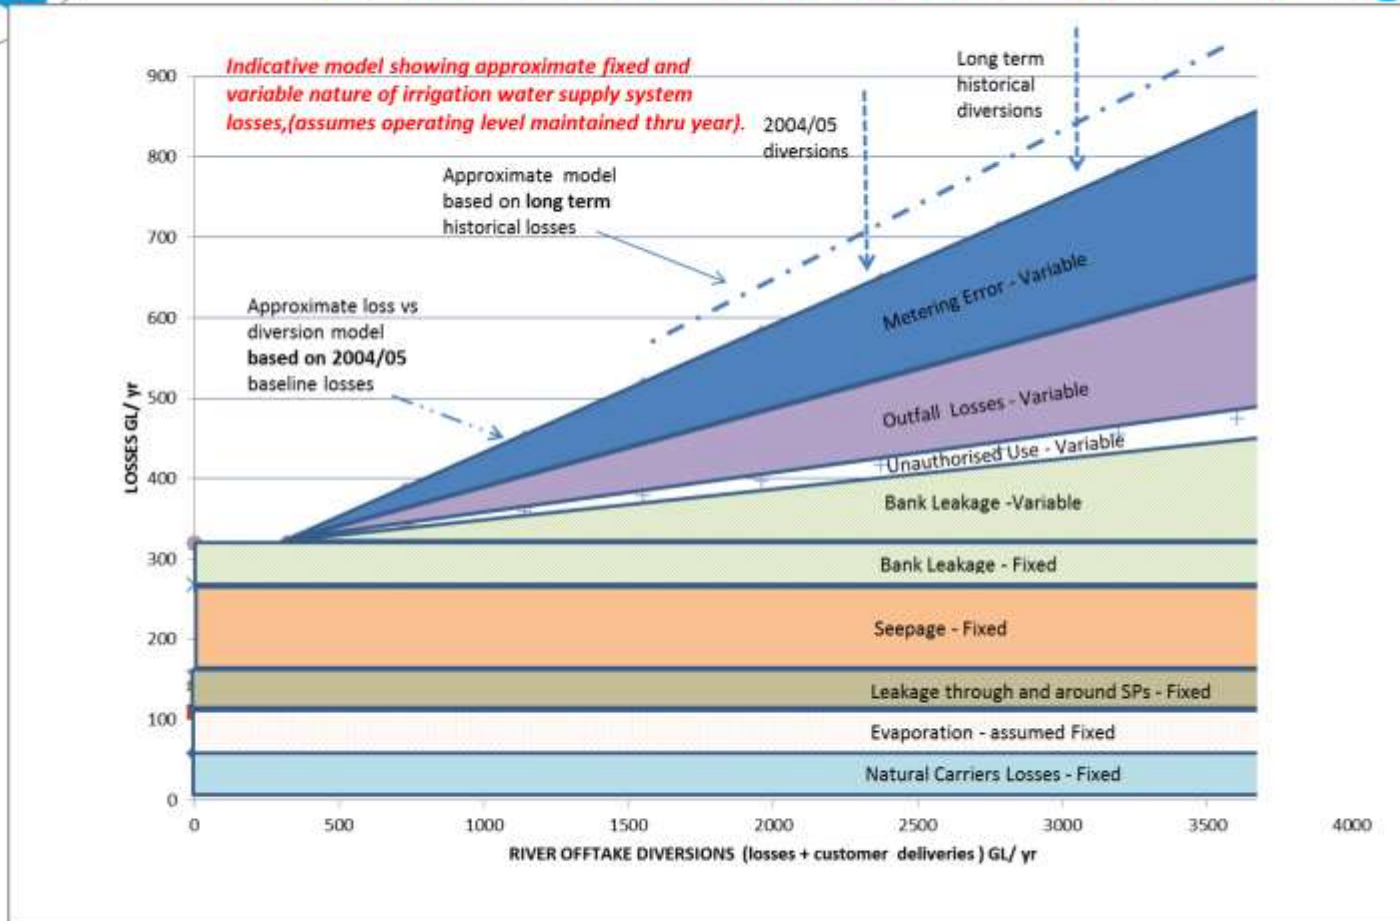 Indicative model showing approximate fixed and
variable nature of irrigation water supply system
losses,(assumes operating level maintained thru year).
2004/05
diversions
Long term
historical
diversions
Approximate model
based on long term
historical losses
Approximate loss vs
diversion model
based on 2004/05
baseline losses
LOSSES GL/ yr
900
800
700
600
500
400
300
200
100
0
Metering Error - Variable
Outfall Losses - Variable
Unauthorised Use - Variable
Bank Leakage -Variable
Bank Leakage - Fixed
Seepage - Fixed
Leakage through and around SPs - Fixed
Evaporation - assumed Fixed
Natural Carriers Losses - Fixed
0 500 1000 1500 2000 2500 3000 3500 4000
RIVER OFFTAKE DIVERSIONS (losses + customer deliveries ) GL/ yr